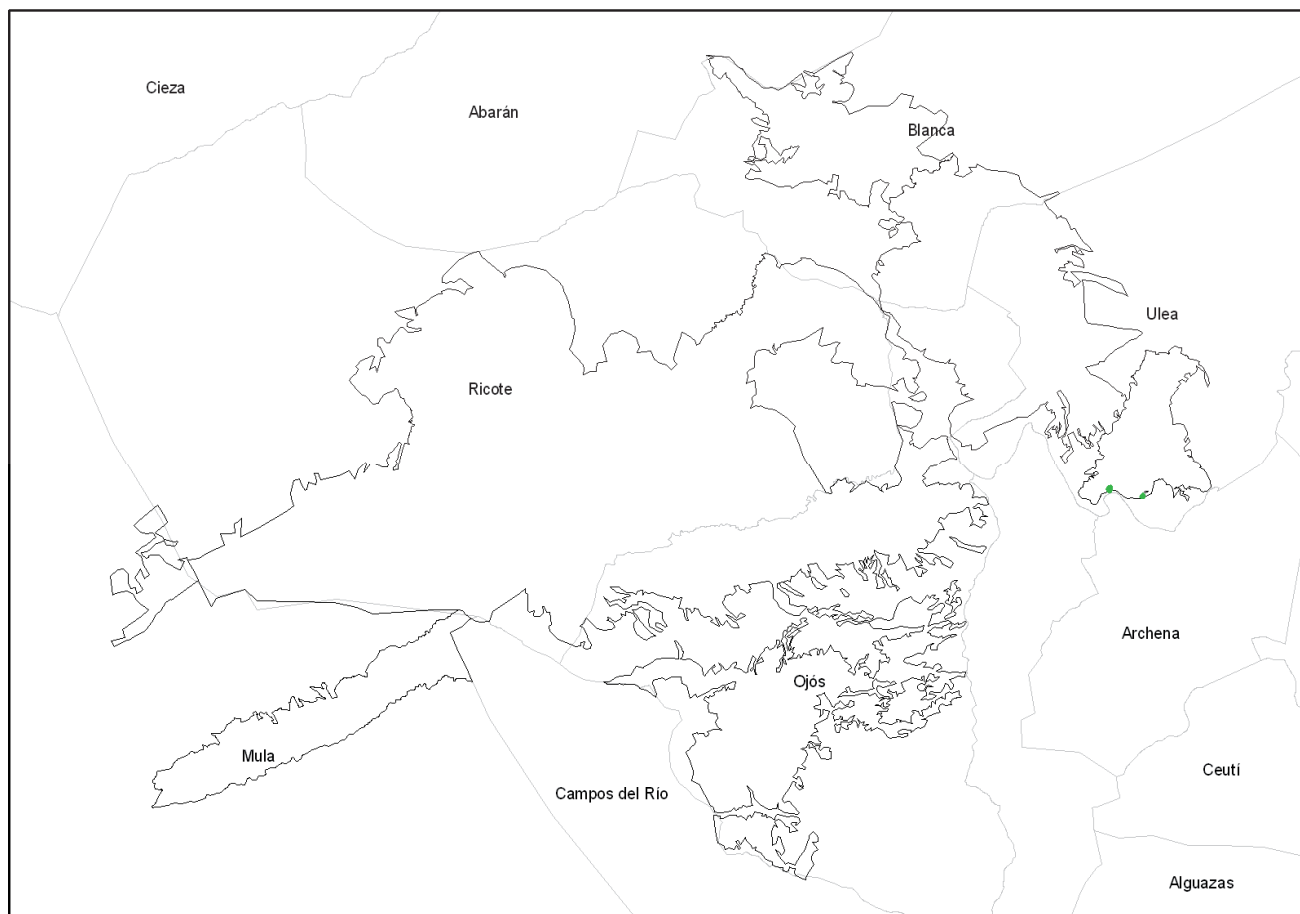 Cieza
Abarán
Blanca
Ulea
Ricote
Archena
Ojós
Mula
Ceutí
Campos del Río
Alguazas